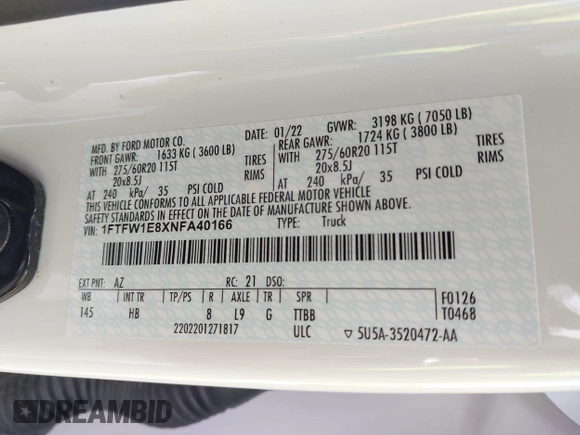 MFD. BY FORD MOTOR CO.
DATE: 01/22 GVWR: 3198 KG ( 7050 LB)
FRONT GAWR: 1633 KG ( 3600 LB) REAR GAWR: 1724 KG ( 3800 LB)
WITH 275/60R20 115T TIRES WITH 275/60R20 115T TIRES
20x8.5J RIMS 20x8.5J RIMS
AT 240 kPa/ 35 PSI COLD AT 240 kPa/ 35 PSI COLD
THIS VEHICLE CONFORMS TO ALL APPLICABLE FEDERAL MOTOR VEHICLE
SAFETY AND THEFT PREVENTION STANDARDS IN EFFECT ON THE DATE OF MANUFACTURE SHOWN ABOVE.
VIN: 1FTFW1E8XNFA40166 TYPE: Truck
EXT PNT: AZ RC: 21 DSO:
WB INT TR TP/PS R AXLE TR SPR F0126
145 HB 8 L9 G TTBB T0468
2202201271817 ULC ▽ 5U5A-3520472-AA
DREAMBID